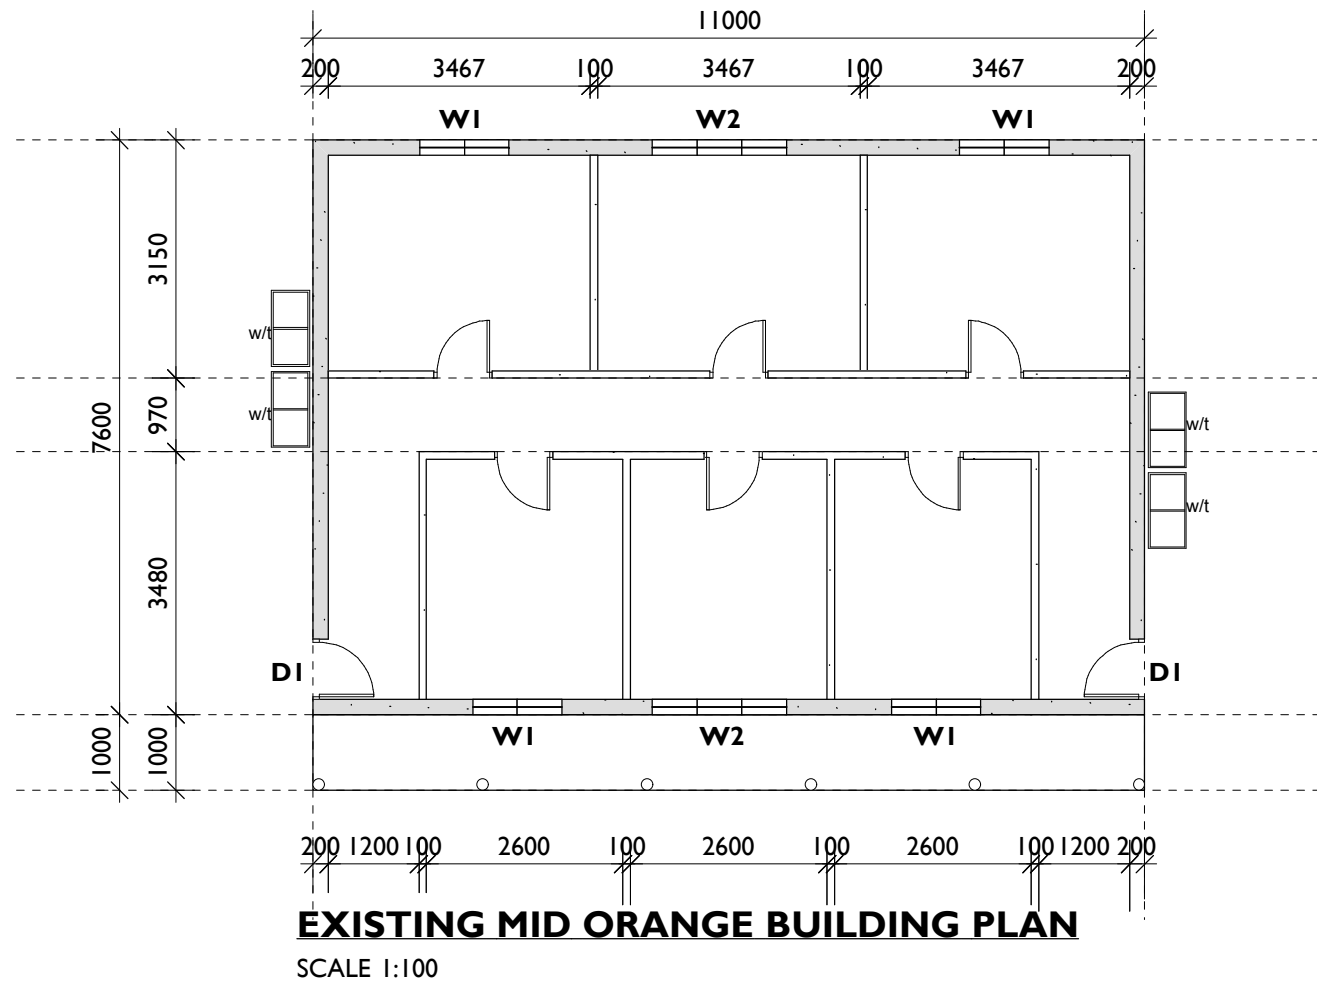 11000
200 3467 100 3467 100 3467 200
W1 W2 W1
3150
w/t
970
7600
w/t
w/t
w/t
3480
D1 D1
W1 W2 W1
1000 1000
200 1200 100 2600 100 2600 100 2600 100 1200 200
EXISTING MID ORANGE BUILDING PLAN
SCALE 1:100